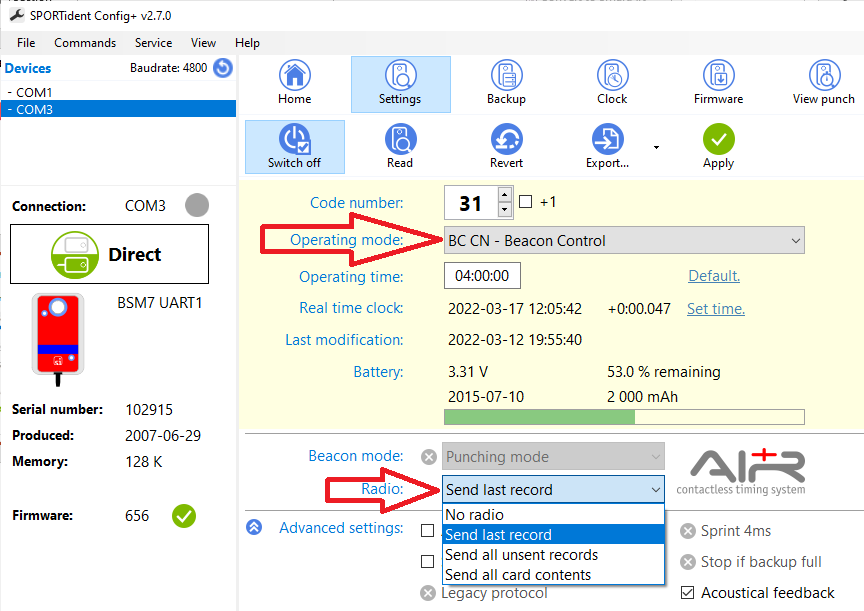 SPORTident Config+ v2.7.0
File Commands Service View Help
Devices Baudrate: 4800
- COM1
- COM3
Home Settings Backup Clock Firmware View punch
Switch off Read Revert Export... Apply
Connection: COM3
Direct
BSM7 UART1
Serial number: 102915
Produced: 2007-06-29
Memory: 128 K
Firmware: 656
Code number: 31 +1
Operating mode: BC CN - Beacon Control
Operating time: 04:00:00 Default.
Real time clock: 2022-03-17 12:05:42 +0:00.047 Set time.
Last modification: 2022-03-12 19:55:40
Battery: 3.31 V 53.0 % remaining
2015-07-10 2 000 mAh
Beacon mode: Punching mode
AIR+
contactless timing system
Radio: Send last record
No radio
Send last record
Send all unsent records
Send all card contents
Advanced settings: Sprint 4ms
Stop if backup full
Legacy protocol Acoustical feedback